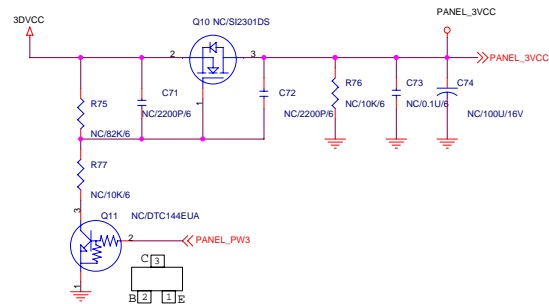 PANEL_3VCC
3DVCC
Q10 NC/SI2301DS
2
3
PANEL_3VCC
1
C71
NC/2200P/6
C72
NC/2200P/6
R76
NC/10K/6
C73
NC/0.1U/6
C74
NC/100U/16V
R75
NC/82K/6
R77
NC/10K/6
3
Q11
NC/DTC144EUA
2
PANEL_PW3
1
C 3
B 2 1 E